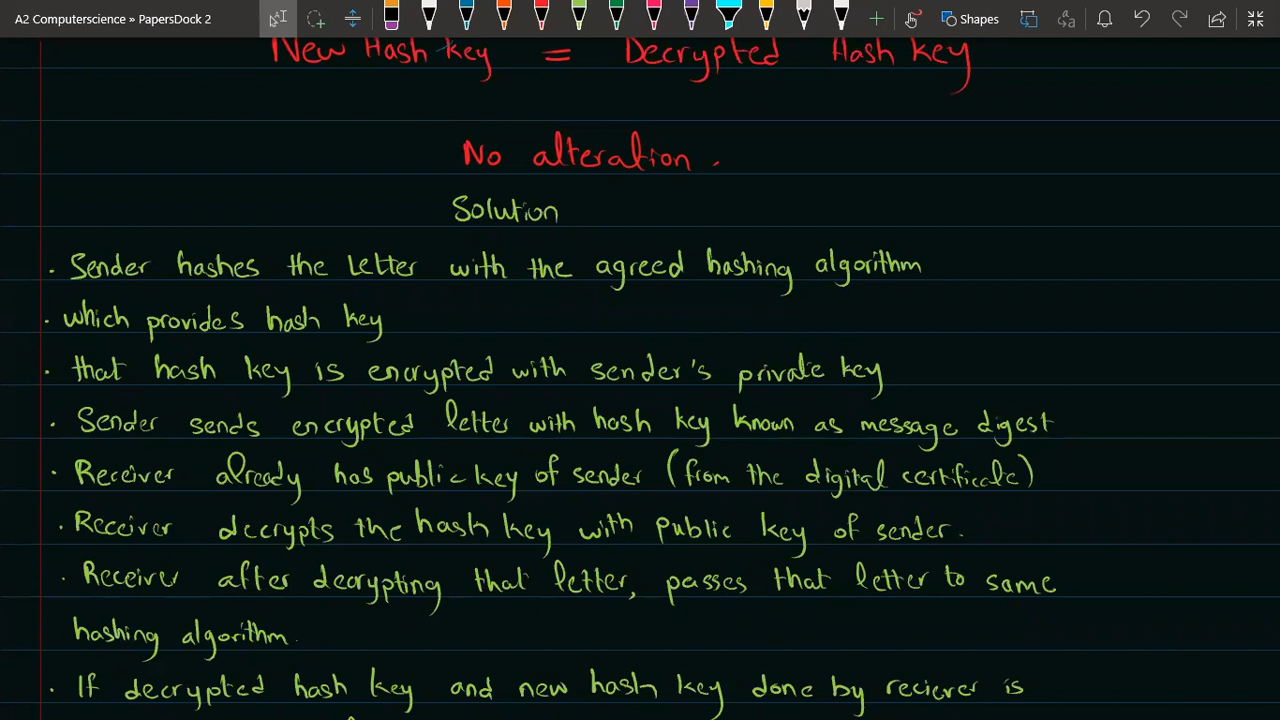 A2 Computerscience » PapersDock 2
Shapes
New Hash key = Decrypted Hash key
No alteration.
Solution
. Sender hashes the Letter with the agreed hashing algorithm
. which provides hash key
. that hash key is encrypted with sender's private key
. Sender sends encrypted letter with hash key known as message digest
. Receiver already has public key of sender (from the digital certificate)
. Receiver decrypts the hash key with public key of sender.
. Receiver after decrypting that letter, passes that letter to same
hashing algorithm.
. If decrypted hash key and new hash key done by reciever is